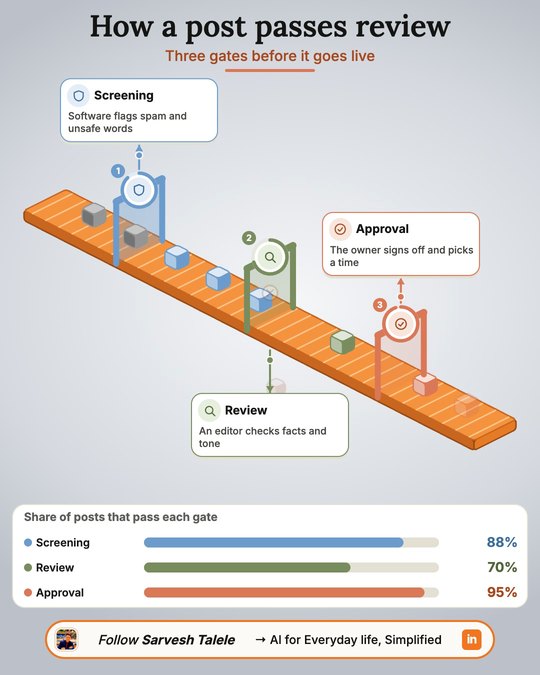 How a post passes review
Three gates before it goes live
Screening
Software flags spam and
unsafe words
1
2
Approval
The owner signs off and picks
a time
3
Review
An editor checks facts and
tone
Share of posts that pass each gate
Screening 88%
Review 70%
Approval 95%
Follow Sarvesh Talele → AI for Everyday life, Simplified in